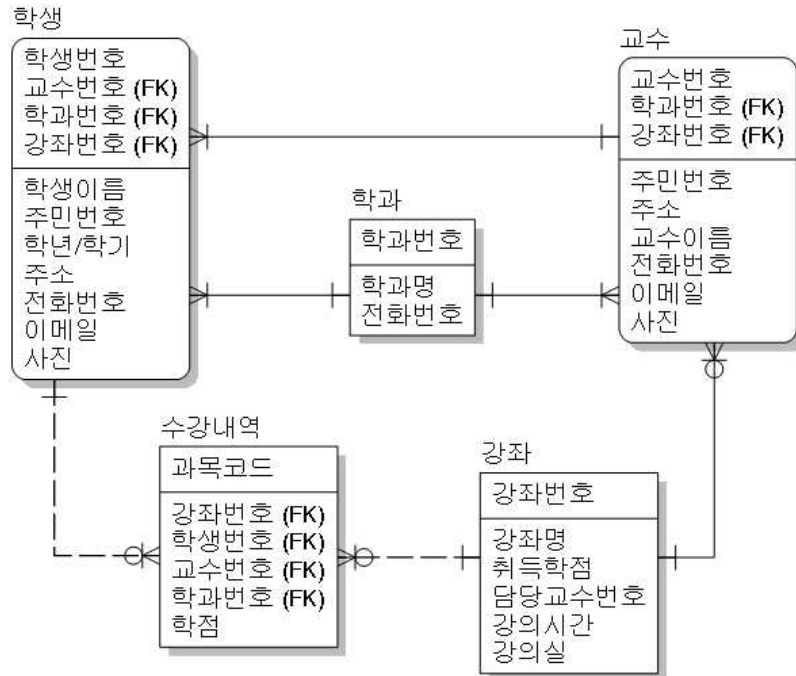 학생
학생번호
교수번호 (FK)
학과번호 (FK)
강좌번호 (FK)
학생이름
주민번호
학년/학기
주소
전화번호
이메일
사진
교수
교수번호
학과번호 (FK)
강좌번호 (FK)
주민번호
주소
교수이름
전화번호
이메일
사진
학과
학과번호
학과명
전화번호
수강내역
과목코드
강좌번호 (FK)
학생번호 (FK)
교수번호 (FK)
학과번호 (FK)
학점
강좌
강좌번호
강좌명
취득학점
담당교수번호
강의시간
강의실